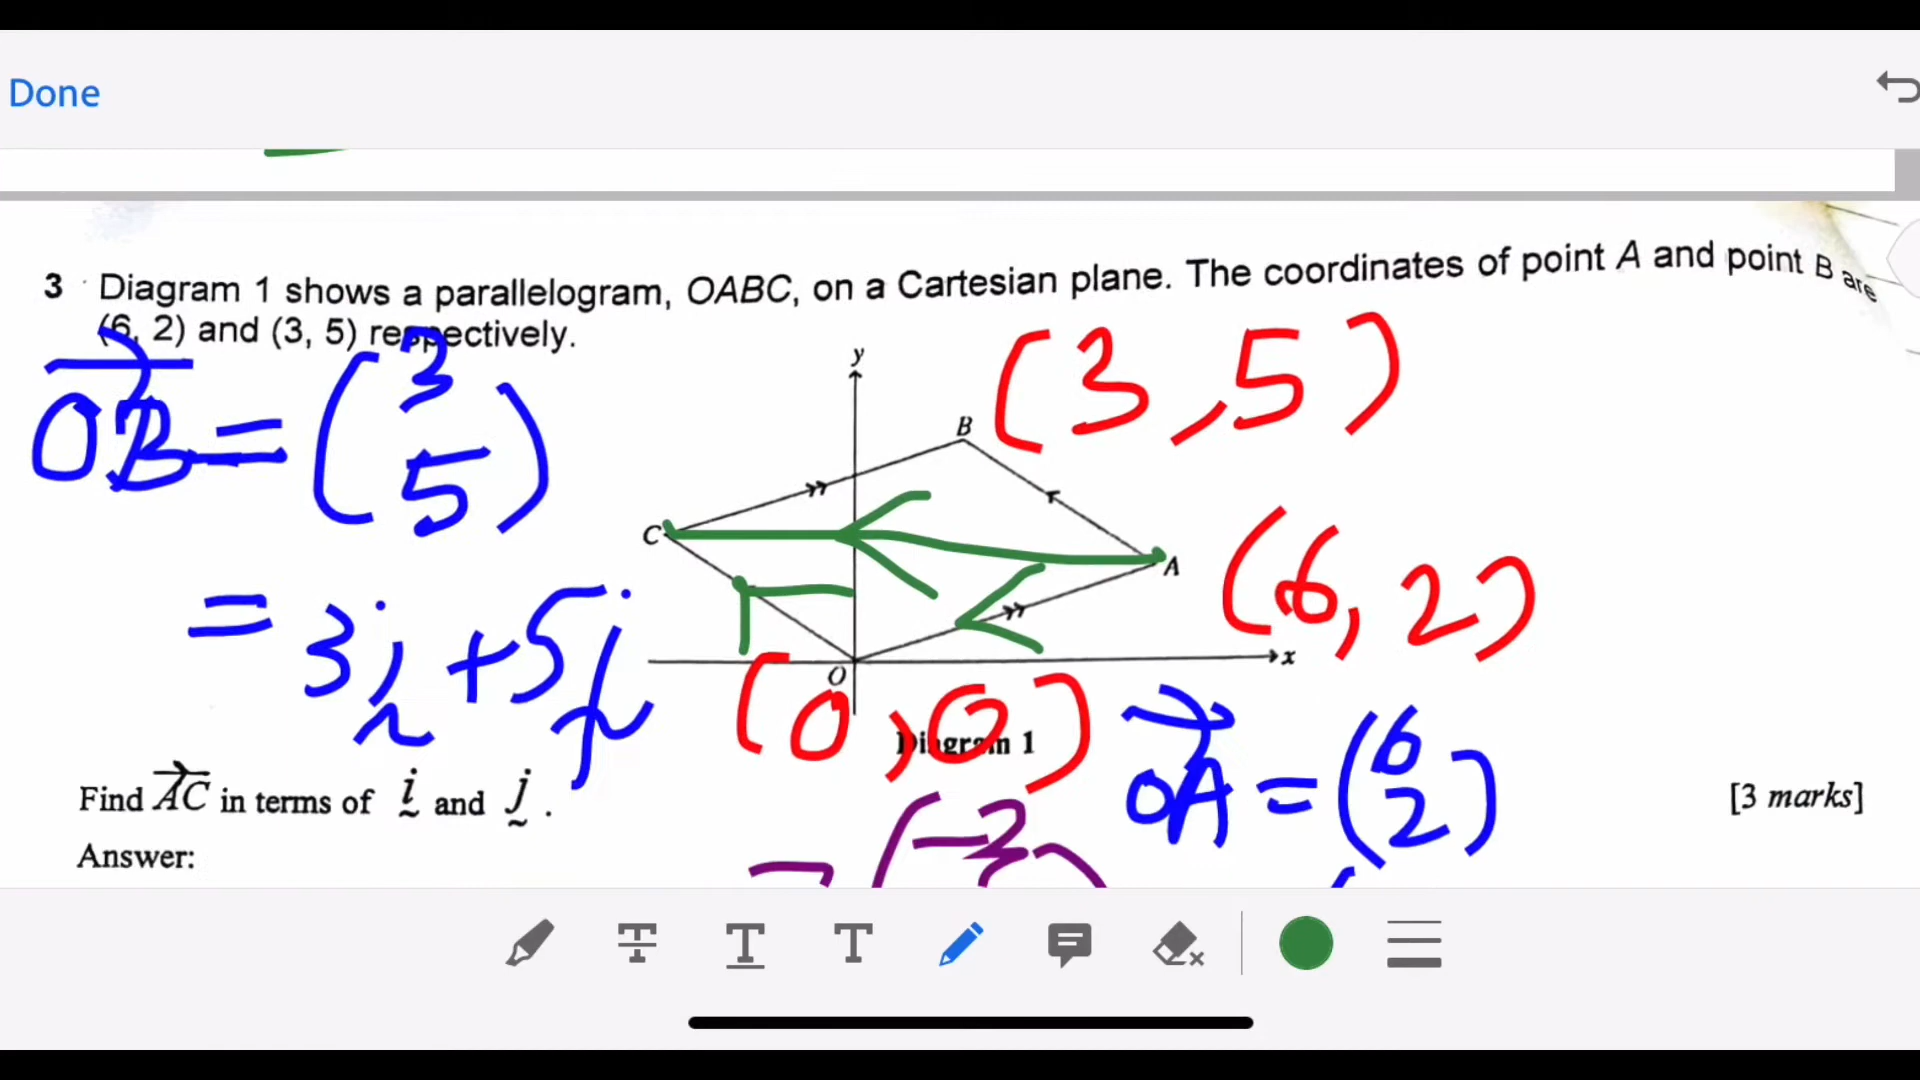 Done
3 Diagram 1 shows a parallelogram, OABC, on a Cartesian plane. The coordinates of point A and point B are
(6, 2) and (3, 5) respectively.
OB = (3 5)
= 3i + 5j
y
B
(3, 5)
C
A
(6, 2)
O
x
(0, 0)
Diagram 1
OA = (6 2)
Find AC in terms of i and j.
[3 marks]
Answer: